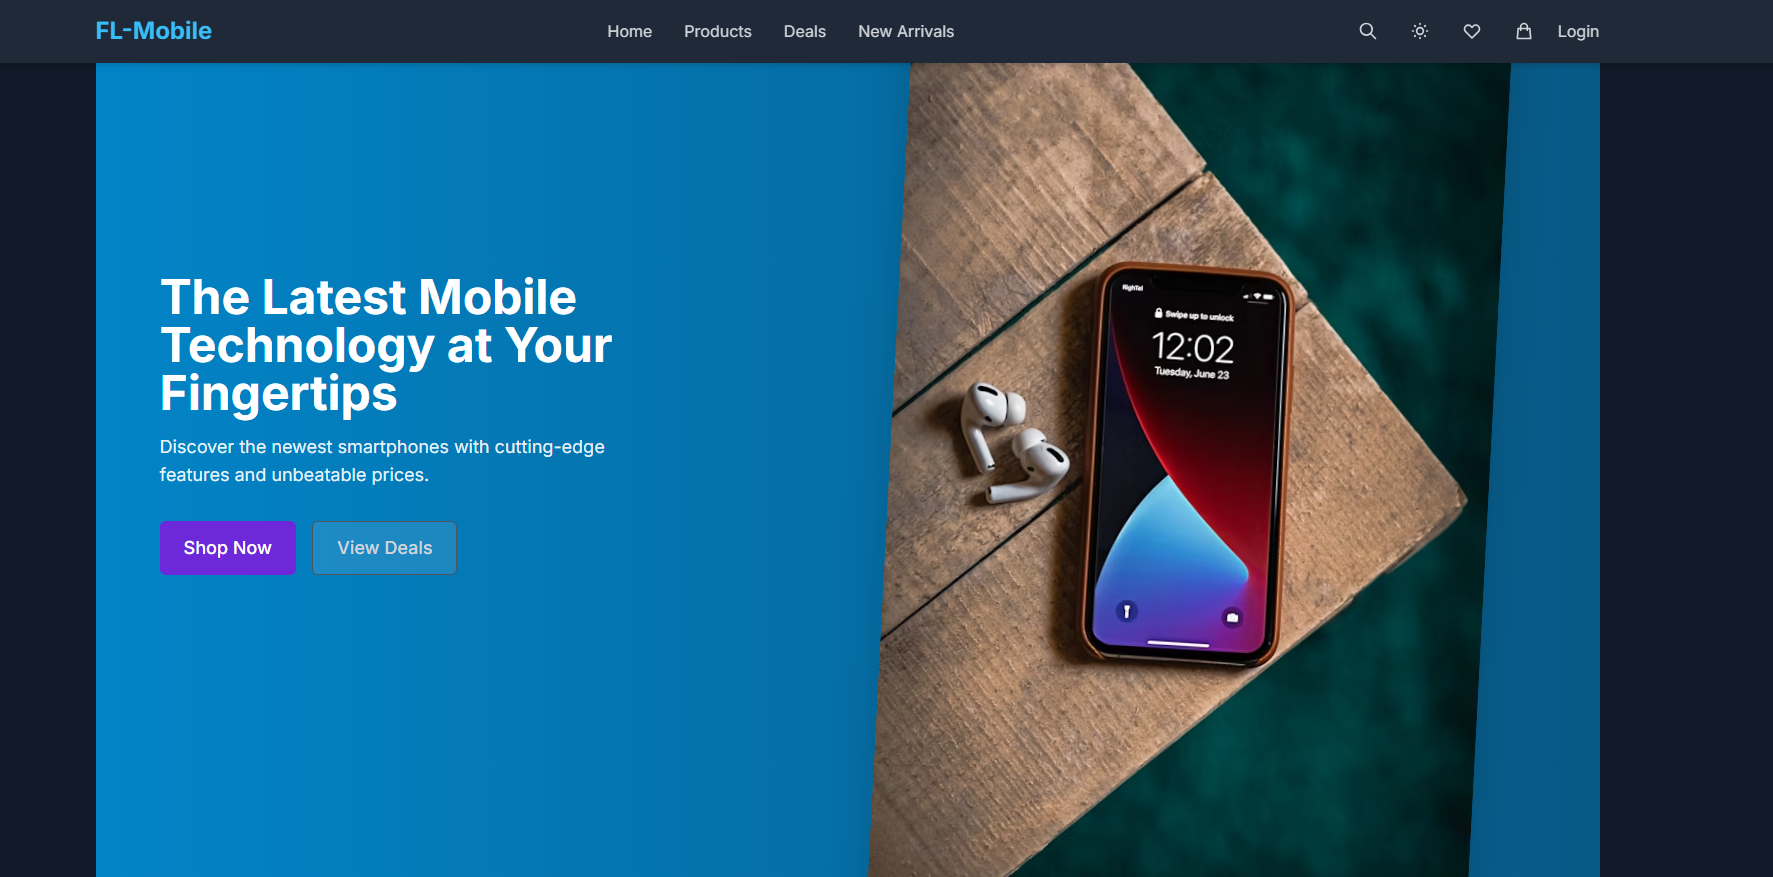 FL-Mobile
Home Products Deals New Arrivals
Login
The Latest Mobile
Technology at Your
Fingertips
Discover the newest smartphones with cutting-edge
features and unbeatable prices.
Shop Now
View Deals
RighTel
Swipe up to unlock
12:02
Tuesday, June 23